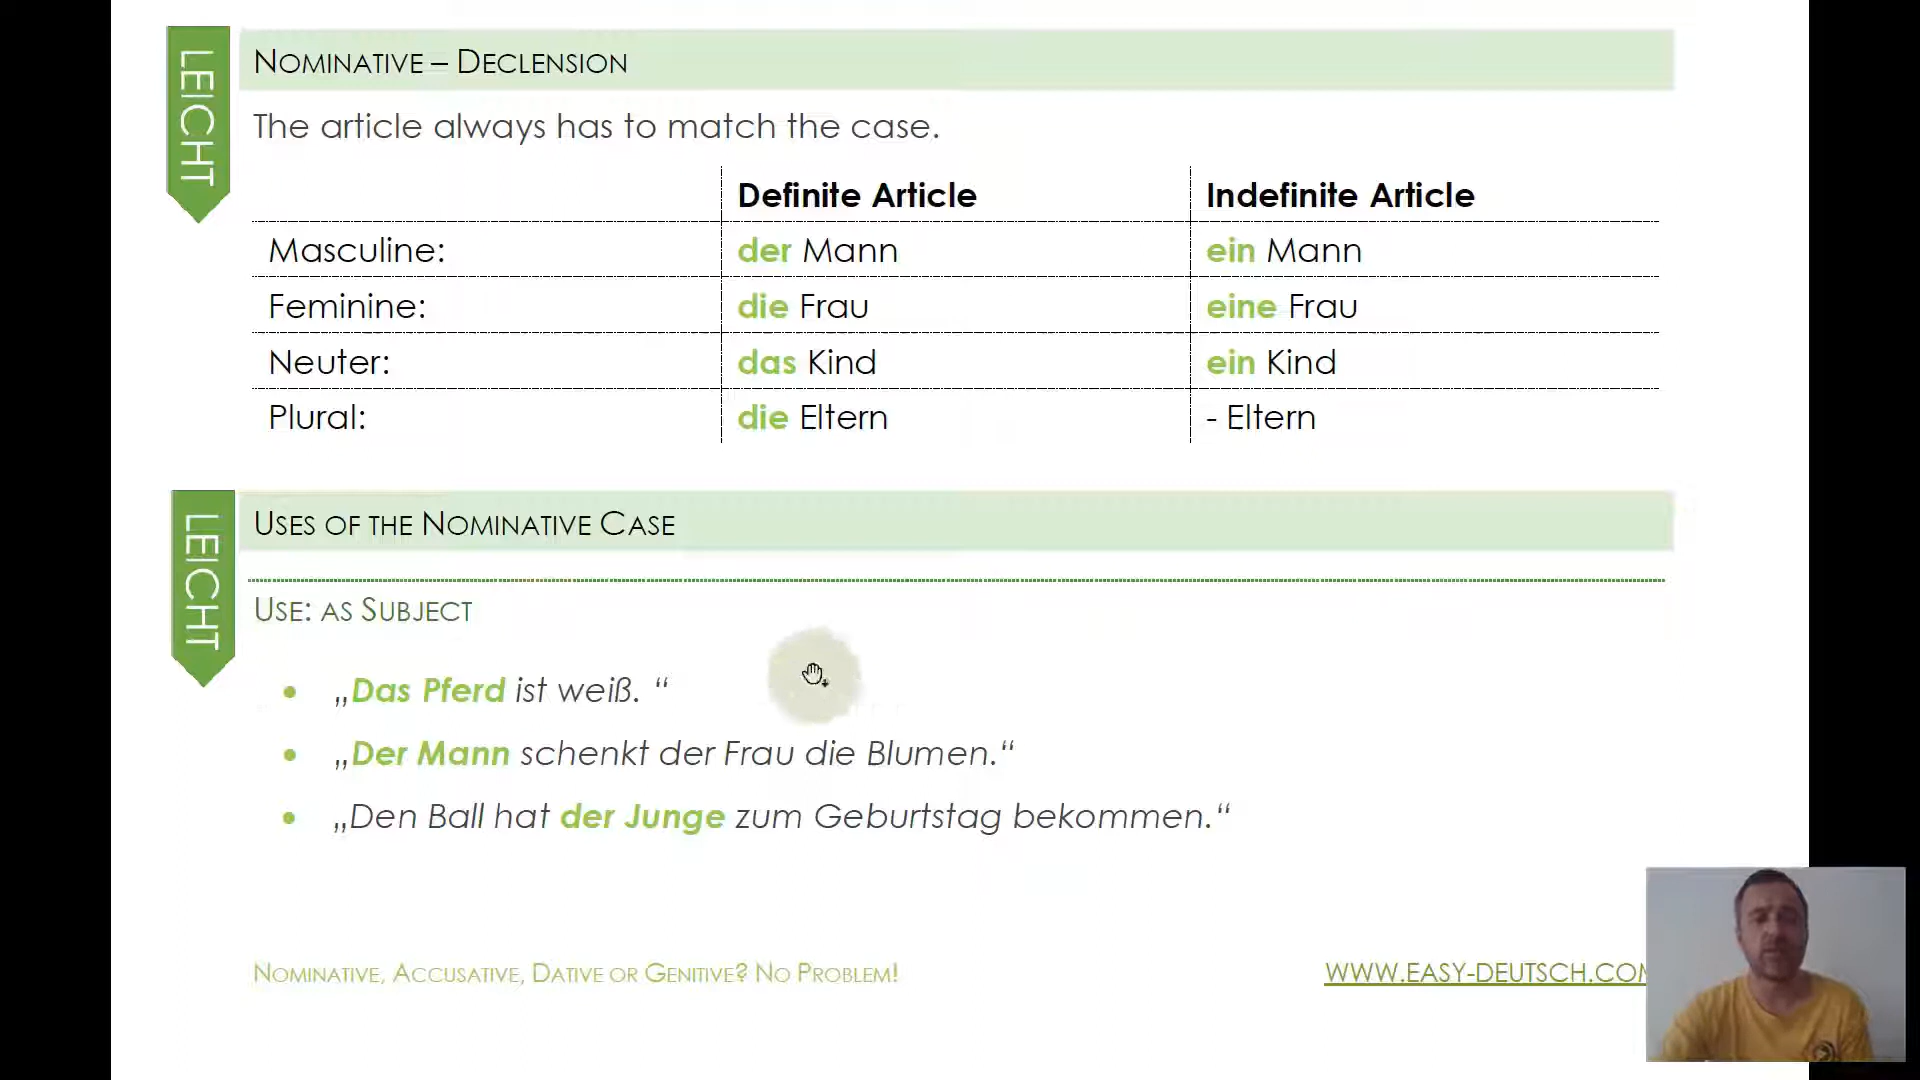 LEICHT
NOMINATIVE – DECLENSION
The article always has to match the case.
Definite Article Indefinite Article
Masculine: der Mann ein Mann
Feminine: die Frau eine Frau
Neuter: das Kind ein Kind
Plural: die Eltern - Eltern
LEICHT
USES OF THE NOMINATIVE CASE
USE: AS SUBJECT
• „Das Pferd ist weiß. “
• „Der Mann schenkt der Frau die Blumen.“
• „Den Ball hat der Junge zum Geburtstag bekommen.“
NOMINATIVE, ACCUSATIVE, DATIVE OR GENITIVE? NO PROBLEM!
WWW.EASY-DEUTSCH.COM